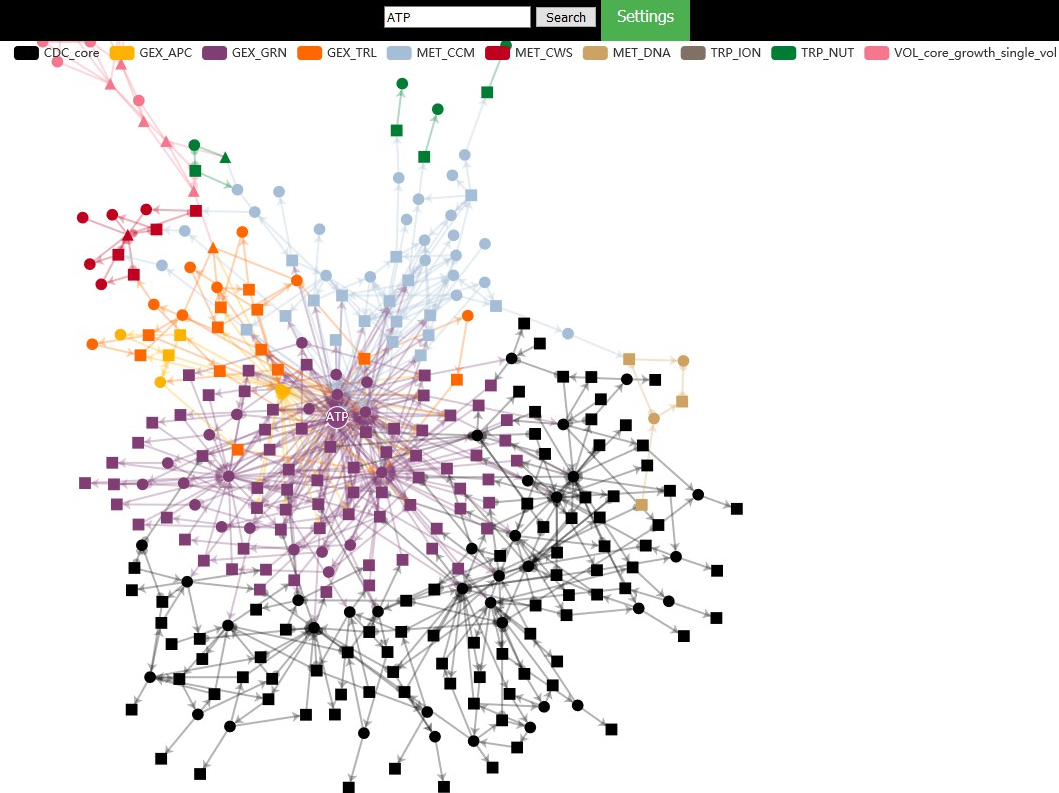 ATP Search Settings
CDC_core GEX_APC GEX_GRN GEX_TRL MET_CCM MET_CWS MET_DNA TRP_ION TRP_NUT VOL_core_growth_single_vol
ATP